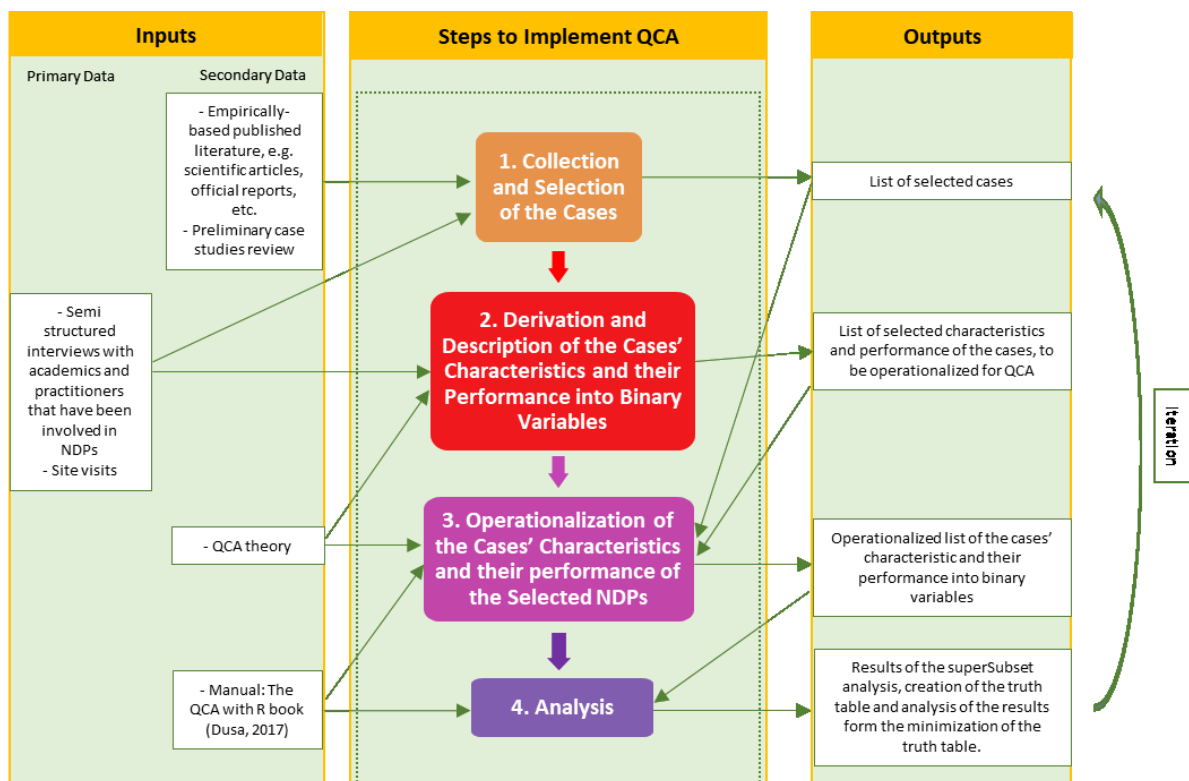 Inputs
Primary Data
Secondary Data
- Empirically-
based published
literature, e.g.
scientific articles,
official reports,
etc.
- Preliminary case
studies review
- Semi
structured
interviews with
academics and
practitioners
that have been
involved in
NDPs
- Site visits
- QCA theory
- Manual: The
QCA with R book
(Dusa, 2017)
Steps to Implement QCA
1. Collection
and Selection
of the Cases
2. Derivation and
Description of the Cases’
Characteristics and their
Performance into Binary
Variables
3. Operationalization of
the Cases’ Characteristics
and their performance of
the Selected NDPs
4. Analysis
Outputs
List of selected cases
List of selected characteristics
and performance of the cases, to
be operationalized for QCA
Operationalized list of the cases’
characteristic and their
performance into binary
variables
Results of the superSubset
analysis, creation of the truth
table and analysis of the results
form the minimization of the
truth table.
Iteration